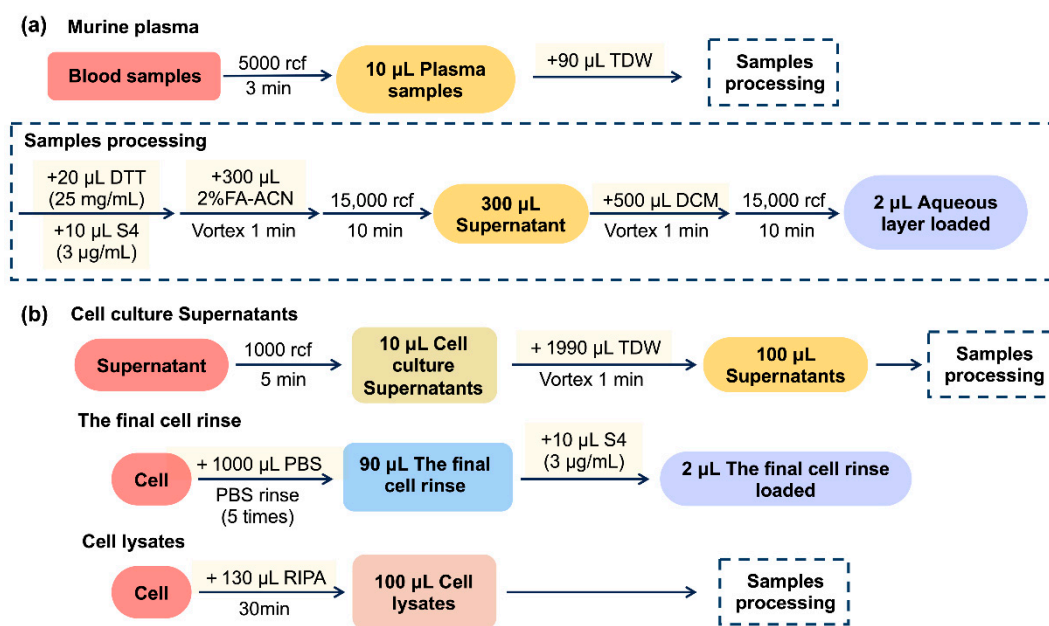 (a) Murine plasma
Blood samples
5000 rcf
3 min
10 µL Plasma
samples
+90 µL TDW
Samples
processing
Samples processing
+20 µL DTT
(25 mg/mL)
+10 µL S4
(3 µg/mL)
+300 µL
2%FA-ACN
Vortex 1 min
15,000 rcf
10 min
300 µL
Supernatant
+500 µL DCM
Vortex 1 min
15,000 rcf
10 min
2 µL Aqueous
layer loaded
(b) Cell culture Supernatants
Supernatant
1000 rcf
5 min
10 µL Cell
culture
Supernatants
+ 1990 µL TDW
Vortex 1 min
100 µL
Supernatants
Samples
processing
The final cell rinse
Cell
+ 1000 µL PBS
PBS rinse
(5 times)
90 µL The final
cell rinse
+10 µL S4
(3 µg/mL)
2 µL The final cell rinse
loaded
Cell lysates
Cell
+ 130 µL RIPA
30min
100 µL Cell
lysates
Samples
processing